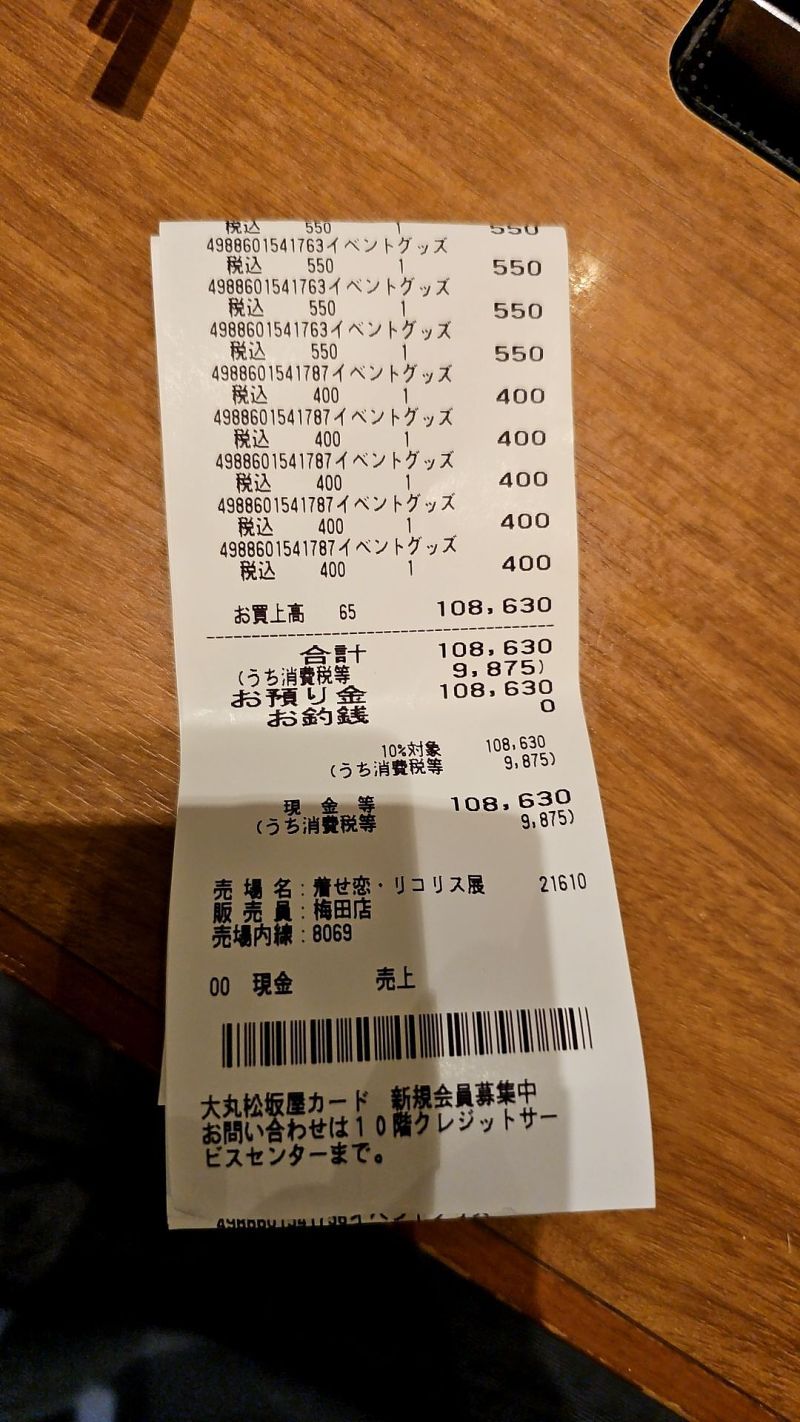 税込 550 1 550
4988601541763イベントグッズ
税込 550 1 550
4988601541763イベントグッズ
税込 550 1 550
4988601541763イベントグッズ
税込 550 1 550
4988601541787イベントグッズ
税込 400 1 400
4988601541787イベントグッズ
税込 400 1 400
4988601541787イベントグッズ
税込 400 1 400
4988601541787イベントグッズ
税込 400 1 400
4988601541787イベントグッズ
税込 400 1 400
お買上高 65 108,630
合計 108,630
(うち消費税等 9,875)
お預り金 108,630
お釣銭 0
10%対象 108,630
(うち消費税等 9,875)
現金等 108,630
(うち消費税等 9,875)
売場名:着せ恋・リコリス展 21610
販売員:梅田店
売場内線:8069
00 現金 売上
大丸松坂屋カード 新規会員募集中
お問い合わせは10階クレジットサー
ビスセンターまで。